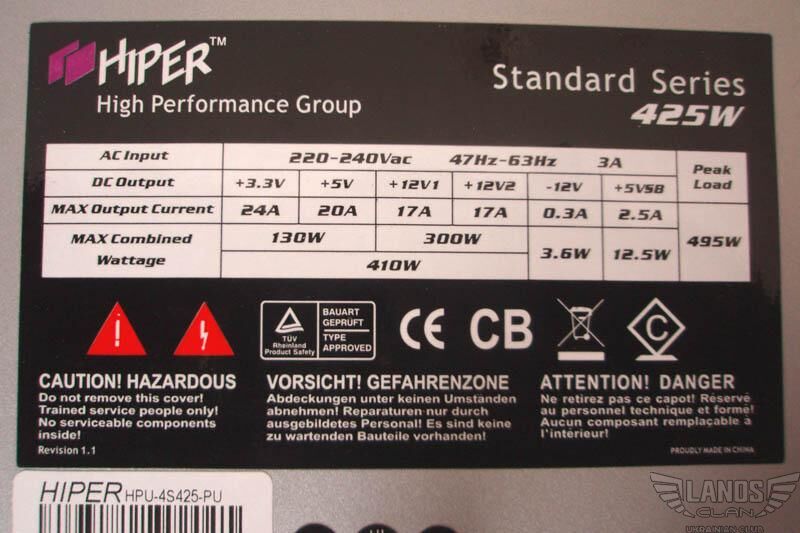 HIPER™
High Performance Group
Standard Series
425W
AC Input 220-240Vac 47Hz-63Hz 3A Peak Load
DC Output +3.3V +5V +12V1 +12V2 -12V +5VSB
MAX Output Current 24A 20A 17A 17A 0.3A 2.5A 495W
MAX Combined Wattage 130W 300W 3.6W 12.5W
410W
TÜV Rheinland Product Safety
BAUART GEPRÜFT
TYPE APPROVED
CE CB C
CAUTION! HAZARDOUS
Do not remove this cover!
Trained service people only!
No serviceable components
inside!
Revision 1.1
VORSICHT! GEFAHRENZONE
Abdeckungen unter keinen Umständen
abnehmen! Reparaturen nur durch
ausgebildetes Personal! Es sind keine
zu wartenden Bauteile vorhanden!
ATTENTION! DANGER
Ne retirez pas ce capot! Réservé
au personnel technique et formé!
Aucun composant remplaçable à
l'intérieur!
PROUDLY MADE IN CHINA
HIPER HPU-4S425-PU
LANOS
CLAN
UKRAINIAN CLUB